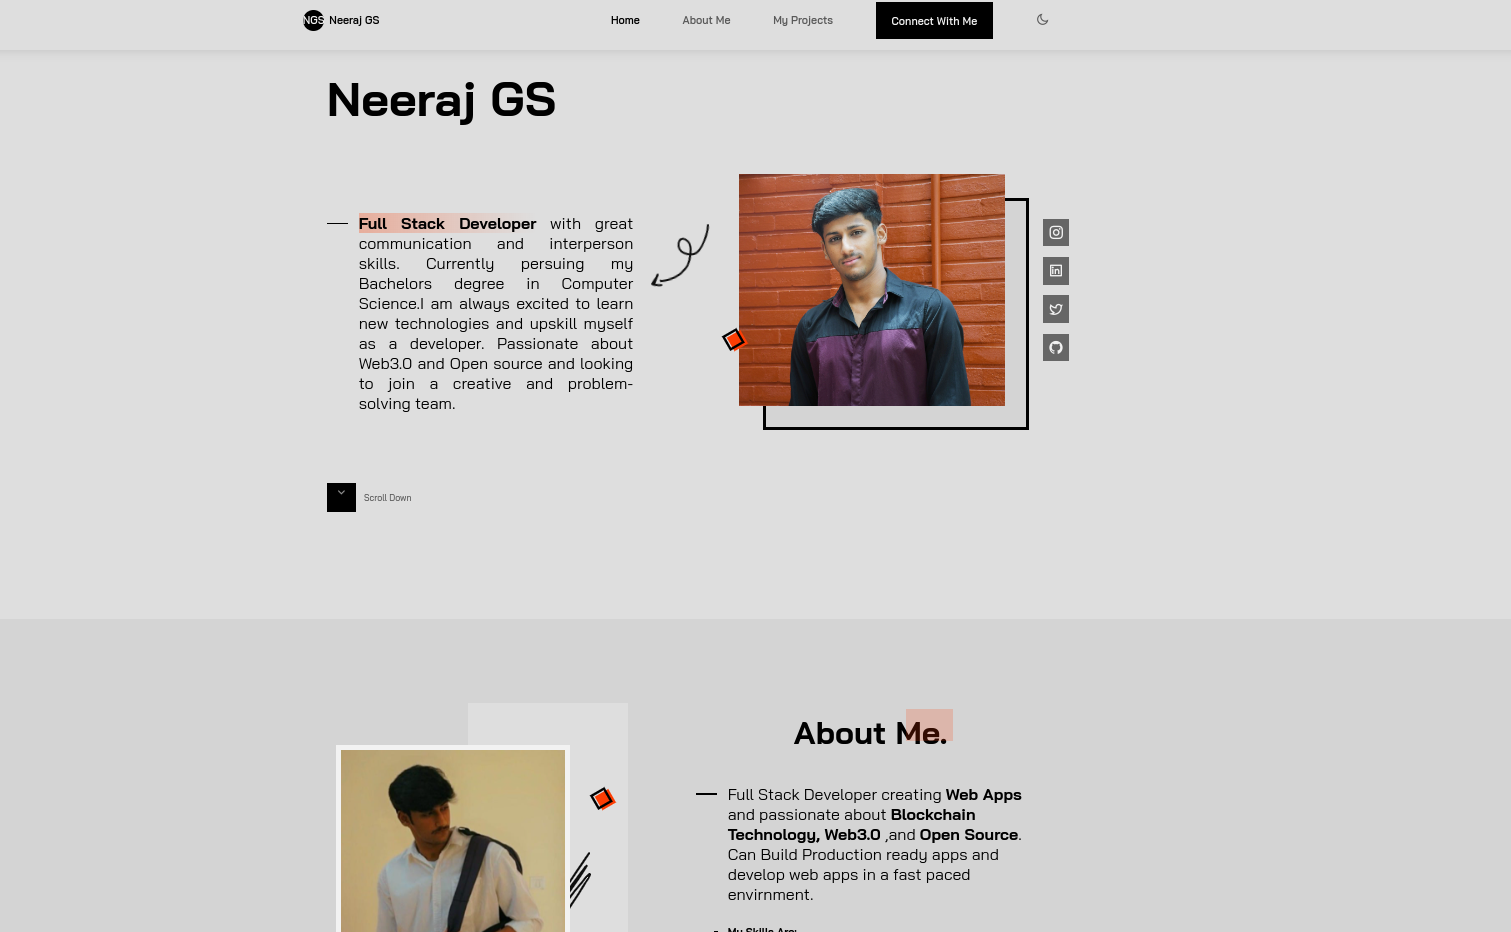 NGS Neeraj GS Home About Me My Projects Connect With Me
Neeraj GS
Full Stack Developer with great
communication and interperson
skills. Currently persuing my
Bachelors degree in Computer
Science.I am always excited to learn
new technologies and upskill myself
as a developer. Passionate about
Web3.0 and Open source and looking
to join a creative and problem-
solving team.
Scroll Down
About Me.
Full Stack Developer creating Web Apps
and passionate about Blockchain
Technology, Web3.0 ,and Open Source.
Can Build Production ready apps and
develop web apps in a fast paced
envirnment.
My Skills Are: